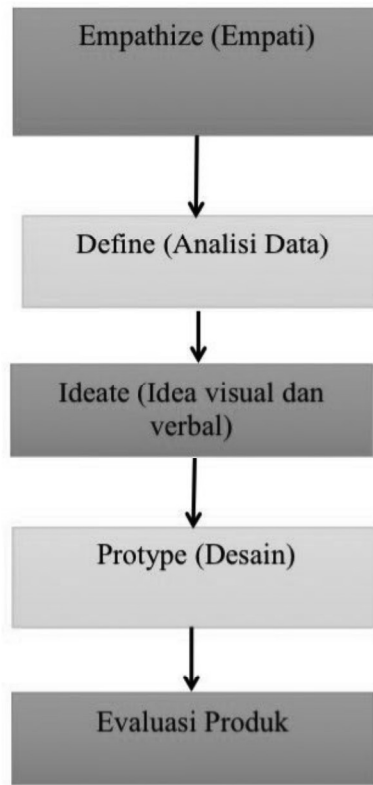 Empathize (Empati)
Define (Analisi Data)
Ideate (Idea visual dan
verbal)
Protype (Desain)
Evaluasi Produk